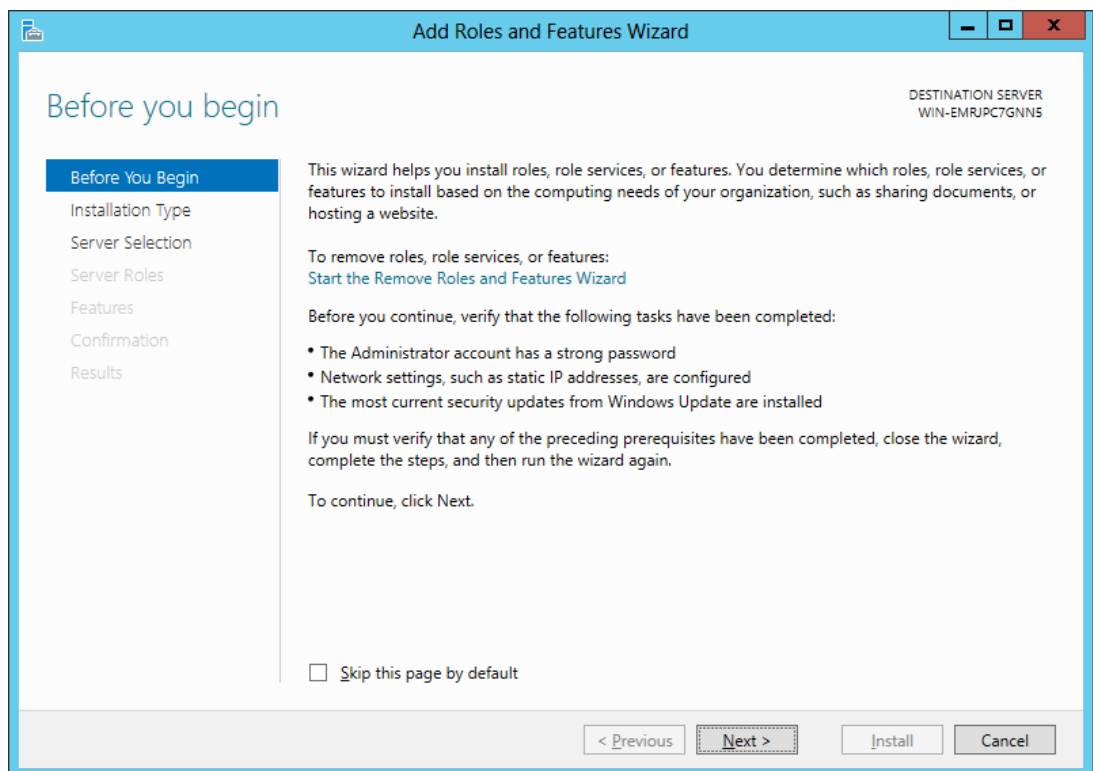 Add Roles and Features Wizard
Before you begin
DESTINATION SERVER
WIN-EMRJPC7GNN5
Before You Begin
Installation Type
Server Selection
Server Roles
Features
Confirmation
Results
This wizard helps you install roles, role services, or features. You determine which roles, role services, or
features to install based on the computing needs of your organization, such as sharing documents, or
hosting a website.
To remove roles, role services, or features:
Start the Remove Roles and Features Wizard
Before you continue, verify that the following tasks have been completed:
• The Administrator account has a strong password
• Network settings, such as static IP addresses, are configured
• The most current security updates from Windows Update are installed
If you must verify that any of the preceding prerequisites have been completed, close the wizard,
complete the steps, and then run the wizard again.
To continue, click Next.
Skip this page by default
< Previous
Next >
Install
Cancel